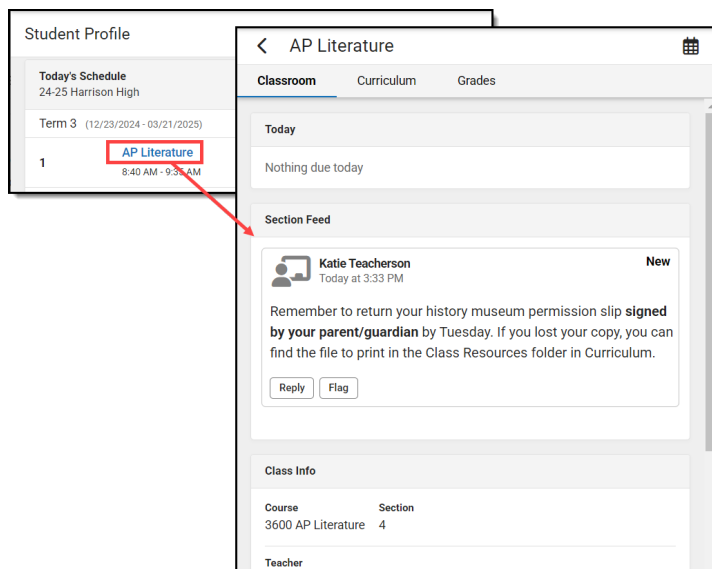 Student Profile
Today's Schedule
24-25 Harrison High
Term 3 (12/23/2024 - 03/21/2025)
1
AP Literature
8:40 AM - 9:35 AM
AP Literature
Classroom Curriculum Grades
Today
Nothing due today
Section Feed
Katie Teacherson New
Today at 3:33 PM
Remember to return your history museum permission slip signed
by your parent/guardian by Tuesday. If you lost your copy, you can
find the file to print in the Class Resources folder in Curriculum.
Reply Flag
Class Info
Course Section
3600 AP Literature 4
Teacher